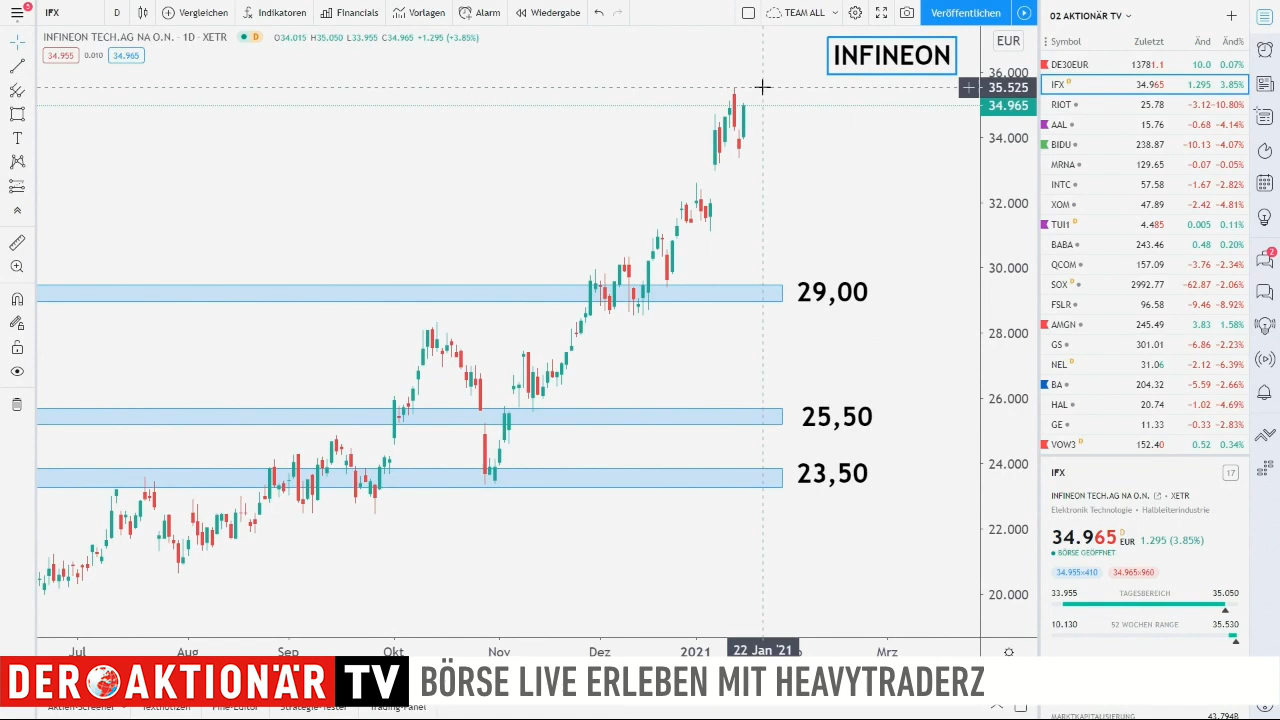 IFX D Vergleichen Indikatoren Financials Vorlagen Alarm Wiedergabe TEAM ALL Veröffentlichen
INFINEON TECH.AG NA O.N. · 1D · XETR D O34.015 H35.050 L33.955 C34.965 +1.295 (+3.85%)
34.955 0.010 34.965
INFINEON
EUR
36.000
35.525
34.965
34.000
32.000
30.000
28.000
26.000
24.000
22.000
20.000
29,00
25,50
23,50
Jul Aug Sep Okt Nov Dez 2021 22 Jan '21 Mrz
02 AKTIONÄR TV
Symbol Zuletzt Änd Änd%
DE30EUR 13781.1 10.0 0.07%
IFX D 34.965 1.295 3.85%
RIOT 25.78 −3.12 −10.80%
AAL 15.76 −0.68 −4.14%
BIDU 238.87 −10.13 −4.07%
MRNA 129.65 −0.07 −0.05%
INTC 57.58 −1.67 −2.82%
XOM 47.89 −2.42 −4.81%
TUI1 D 4.485 0.005 0.11%
BABA 243.46 0.48 0.20%
QCOM 157.09 −3.76 −2.34%
SOX D 2992.77 −62.87 −2.06%
FSLR 96.58 −9.46 −8.92%
AMGN 245.49 3.83 1.58%
GS 301.01 −6.86 −2.23%
NEL D 31.06 −2.12 −6.39%
BA 204.32 −5.59 −2.66%
HAL 20.74 −1.02 −4.69%
GE 11.33 −0.33 −2.83%
VOW3 D 152.40 0.52 0.34%
IFX 17
INFINEON TECH.AG NA O.N. · XETR
Elektronik Technologie · Halbleiterindustrie
34.965 D EUR 1.295 (3.85%)
BÖRSE GEÖFFNET
34.955×410 34.965×960
33.955 TAGESBEREICH 35.050
10.130 52 WOCHEN RANGE 35.530
2
DER AKTIONÄR TV
BÖRSE LIVE ERLEBEN MIT HEAVYTRADERZ
Aktien-Screener Textnotizen Pine-Editor Strategie-Tester Trading-Panel
MARKTKAPITALISIERUNG 43.794B